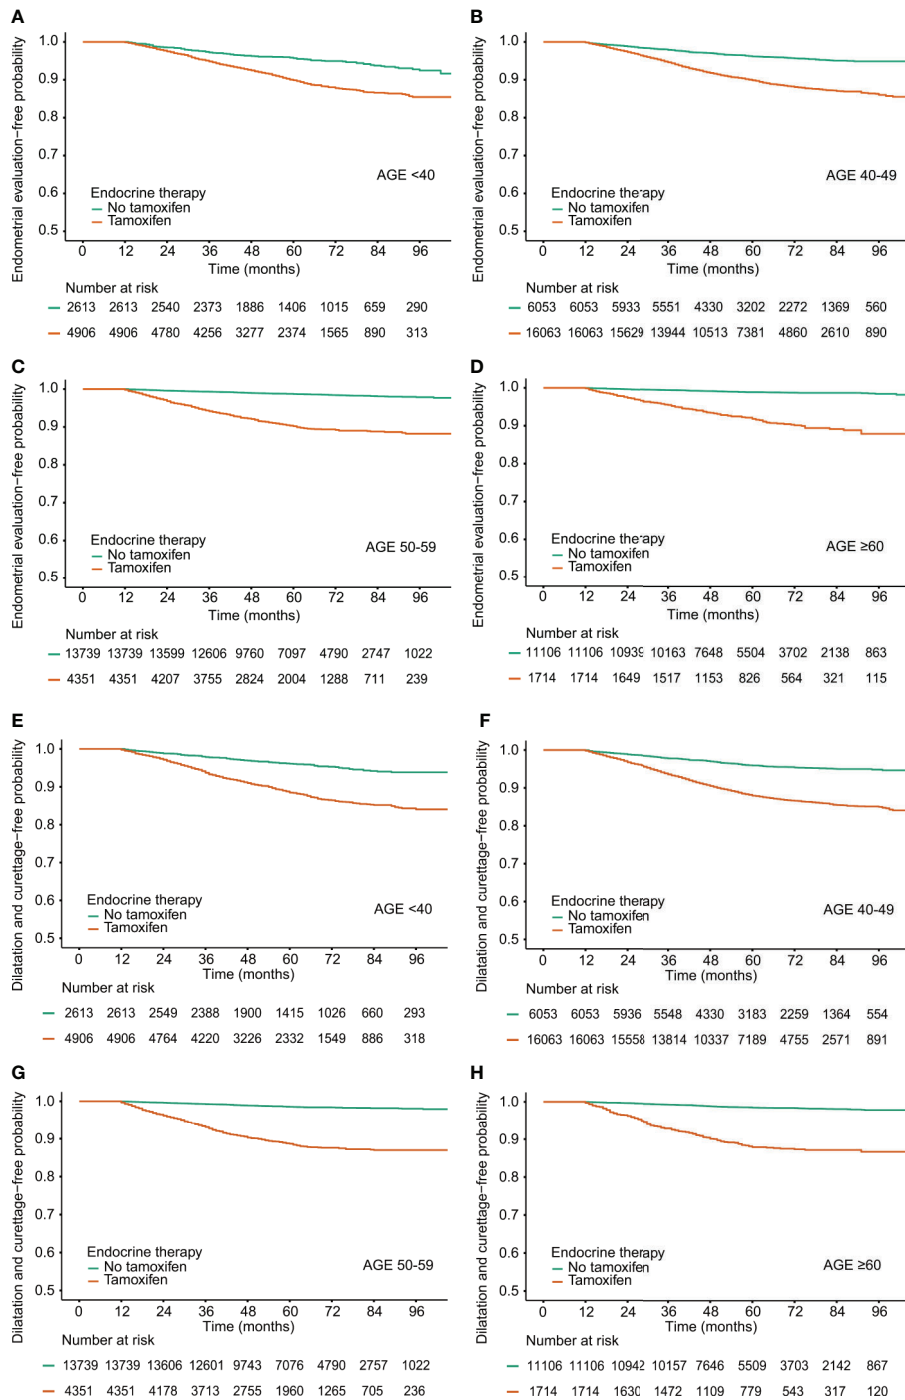 A
Endometrial evaluation-free probability
1.0
0.9
0.8
0.7
0.6
0.5
AGE <40
Endocrine therapy
No tamoxifen
Tamoxifen
0 12 24 36 48 60 72 84 96
Time (months)
Number at risk
2613 2613 2540 2373 1886 1406 1015 659 290
4906 4906 4780 4256 3277 2374 1565 890 313
B
Endometrial evaluation-free probability
1.0
0.9
0.8
0.7
0.6
0.5
AGE 40-49
Endocrine therapy
No tamoxifen
Tamoxifen
0 12 24 36 48 60 72 84 96
Time (months)
Number at risk
6053 6053 5933 5551 4330 3202 2272 1369 560
16063 16063 15629 13944 10513 7381 4860 2610 890
C
Endometrial evaluation-free probability
1.0
0.9
0.8
0.7
0.6
0.5
AGE 50-59
Endocrine therapy
No tamoxifen
Tamoxifen
0 12 24 36 48 60 72 84 96
Time (months)
Number at risk
13739 13739 13599 12606 9760 7097 4790 2747 1022
4351 4351 4207 3755 2824 2004 1288 711 239
D
Endometrial evaluation-free probability
1.0
0.9
0.8
0.7
0.6
0.5
AGE ≥60
Endocrine therapy
No tamoxifen
Tamoxifen
0 12 24 36 48 60 72 84 96
Time (months)
Number at risk
11106 11106 10939 10163 7648 5504 3702 2138 863
1714 1714 1649 1517 1153 826 564 321 115
E
Dilatation and curettage-free probability
1.0
0.9
0.8
0.7
0.6
0.5
AGE <40
Endocrine therapy
No tamoxifen
Tamoxifen
0 12 24 36 48 60 72 84 96
Time (months)
Number at risk
2613 2613 2549 2388 1900 1415 1026 660 293
4906 4906 4764 4220 3226 2332 1549 886 318
F
Dilatation and curettage-free probability
1.0
0.9
0.8
0.7
0.6
0.5
AGE 40-49
Endocrine therapy
No tamoxifen
Tamoxifen
0 12 24 36 48 60 72 84 96
Time (months)
Number at risk
6053 6053 5936 5548 4330 3183 2259 1364 554
16063 16063 15558 13814 10337 7189 4755 2571 891
G
Dilatation and curettage-free probability
1.0
0.9
0.8
0.7
0.6
0.5
AGE 50-59
Endocrine therapy
No tamoxifen
Tamoxifen
0 12 24 36 48 60 72 84 96
Time (months)
Number at risk
13739 13739 13606 12601 9743 7076 4790 2757 1022
4351 4351 4178 3713 2755 1960 1265 705 236
H
Dilatation and curettage-free probability
1.0
0.9
0.8
0.7
0.6
0.5
AGE ≥60
Endocrine therapy
No tamoxifen
Tamoxifen
0 12 24 36 48 60 72 84 96
Time (months)
Number at risk
11106 11106 10942 10157 7646 5509 3703 2142 867
1714 1714 1630 1472 1109 779 543 317 120